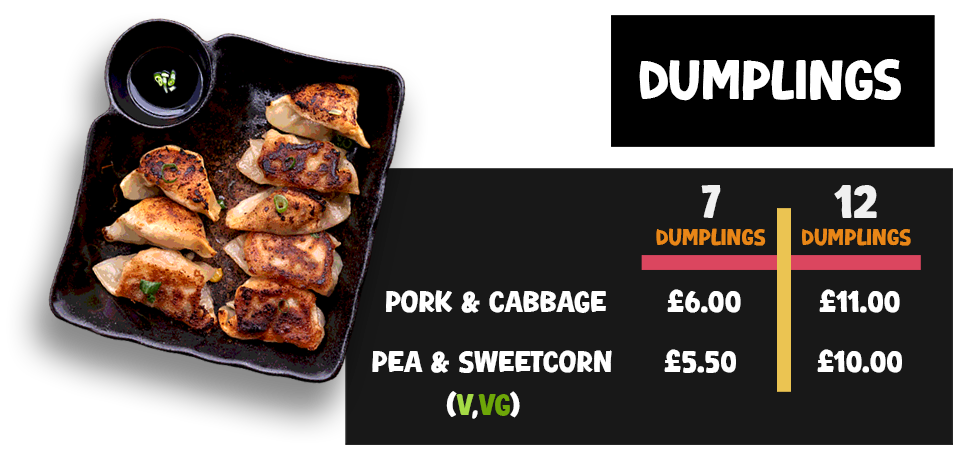 DUMPLINGS
7 12
DUMPLINGS DUMPLINGS
PORK & CABBAGE £6.00 £11.00
PEA & SWEETCORN £5.50 £10.00
(V,VG)